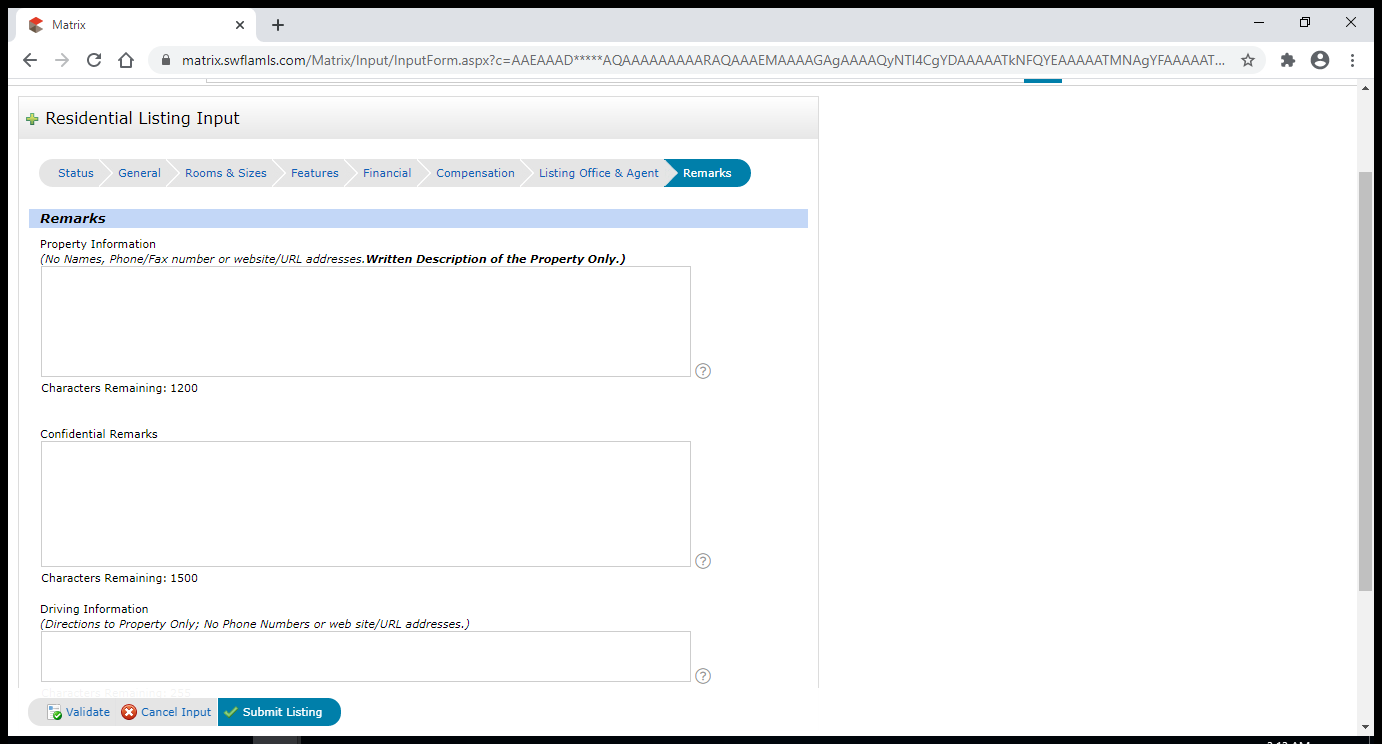 Matrix
matrix.swflamls.com/Matrix/Input/InputForm.aspx?c=AAEAAAD*****AQAAAAAAAAARAQAAAEMAAAAGAgAAAAQyNTI4CgYDAAAAATkNFQYEAAAAATMNAgYFAAAAAT...
Residential Listing Input
Status General Rooms & Sizes Features Financial Compensation Listing Office & Agent Remarks
Remarks
Property Information
(No Names, Phone/Fax number or website/URL addresses.Written Description of the Property Only.)
Characters Remaining: 1200
Confidential Remarks
Characters Remaining: 1500
Driving Information
(Directions to Property Only; No Phone Numbers or web site/URL addresses.)
Characters Remaining: 255
Validate Cancel Input Submit Listing